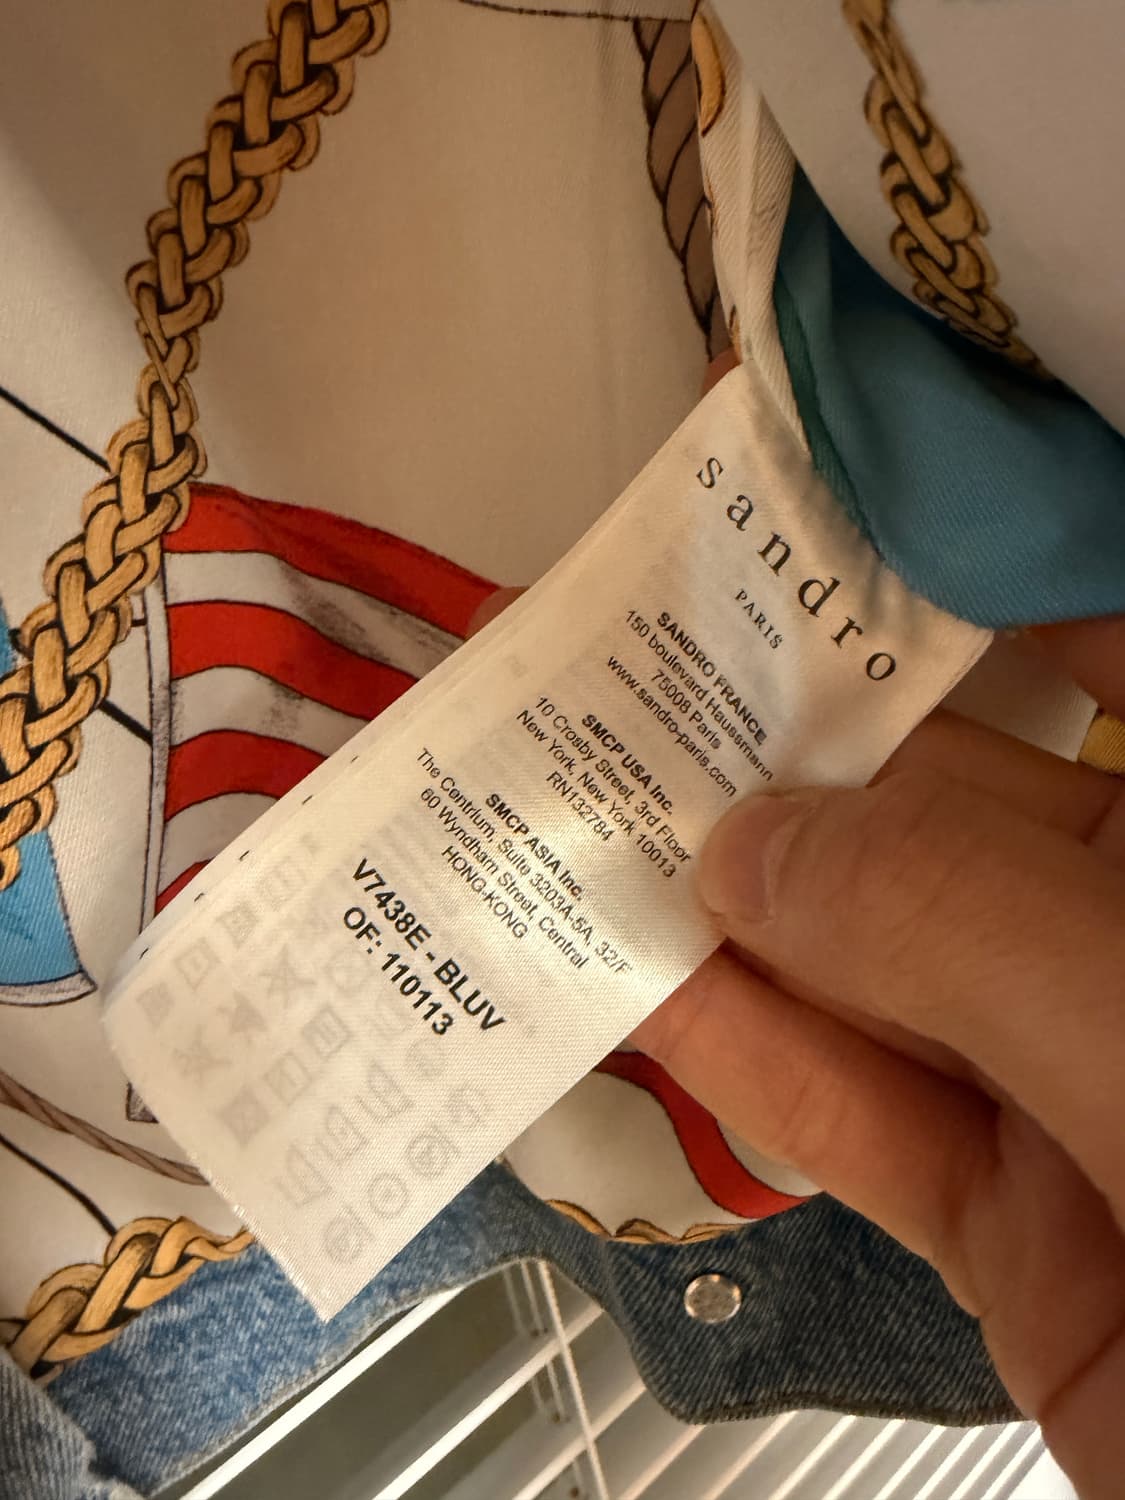 sandro
PARIS
SANDRO FRANCE
150 boulevard Haussmann
75008 Paris
www.sandro-paris.com
SMCP USA Inc.
10 Crosby Street, 3rd Floor
New York, New York 10013
RN132784
SMCP ASIA Inc.
The Centrium, Suite 3203A-5A, 32/F
60 Wyndham Street, Central
HONG-KONG
V7438E - BLUV
OF: 110113